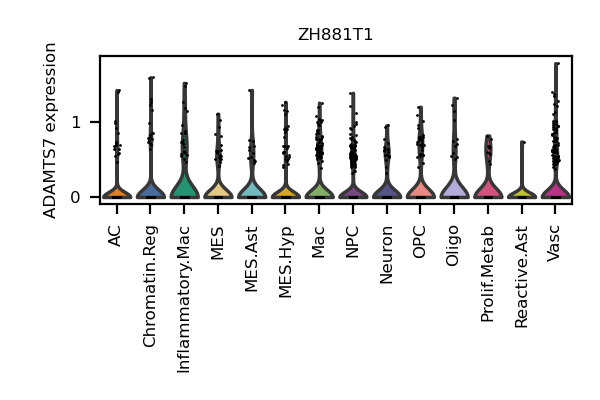 ZH881T1
ADAMTS7 expression
1
0
AC
Chromatin.Reg
Inflammatory.Mac
MES
MES.Ast
MES.Hyp
Mac
NPC
Neuron
OPC
Oligo
Prolif.Metab
Reactive.Ast
Vasc